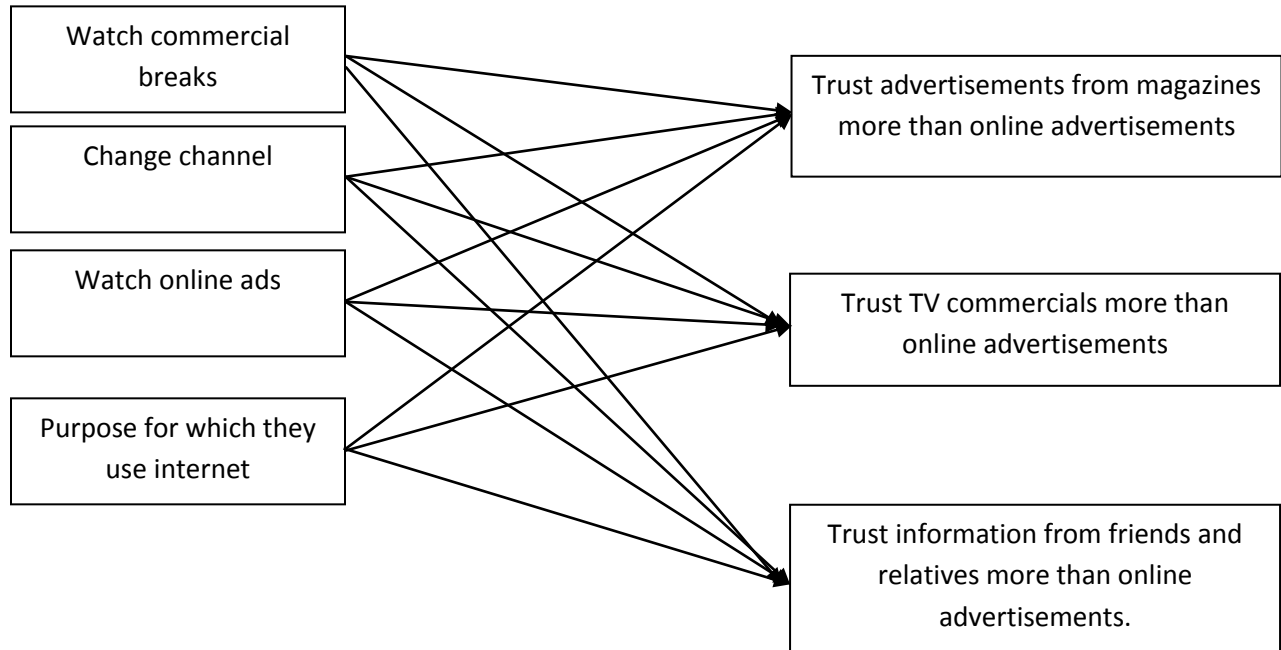 Watch commercial
breaks
Change channel
Watch online ads
Purpose for which they
use internet
Trust advertisements from magazines
more than online advertisements
Trust TV commercials more than
online advertisements
Trust information from friends and
relatives more than online
advertisements.